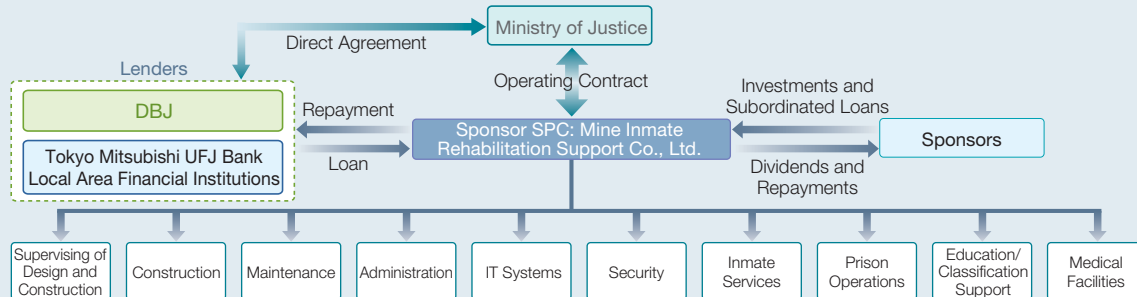 Ministry of Justice
Direct Agreement
Lenders
Operating Contract
Investments and
Subordinated Loans
DBJ
Repayment
Sponsor SPC: Mine Inmate
Rehabilitation Support Co., Ltd.
Sponsors
Tokyo Mitsubishi UFJ Bank
Local Area Financial Institutions
Loan
Dividends and
Repayments
Supervising of
Design and
Construction
Construction
Maintenance
Administration
IT Systems
Security
Inmate
Services
Prison
Operations
Education/
Classification
Support
Medical
Facilities